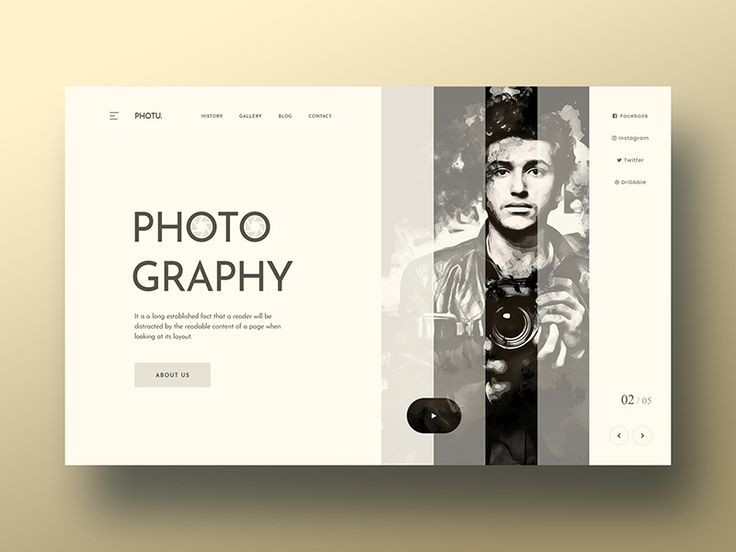 PHOTU.
HISTORY GALLERY BLOG CONTACT
PHOTO
GRAPHY
It is a long established fact that a reader will be
distracted by the readable content of a page when
looking at its layout.
ABOUT US
Facebook
Instagram
Twitter
Dribbble
02 / 05